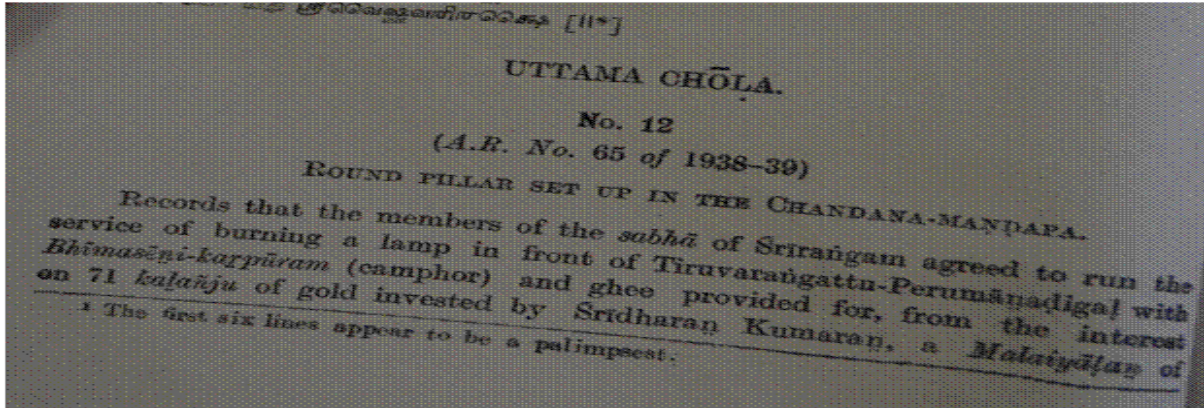 ஸ்ரீவைஷ்ணவரக்ஷை [॥*]
UTTAMA CHŌḶA.
No. 12
(A.R. No. 65 of 1938–39)
ROUND PILLAR SET UP IN THE CHANDANA-MAṆḌAPA.
Records that the members of the sabhā of Śrīraṅgam agreed to run the
service of burning a lamp in front of Tiruvaraṅgattu-Perumāṉaḍigaḷ with
Bhīmasēṉi-karpūram (camphor) and ghee provided for, from the interest
on 71 kaḻañju of gold invested by Śrīdharaṉ Kumaraṉ, a Malaiyāḷaṉ of
1 The first six lines appear to be a palimpsest.